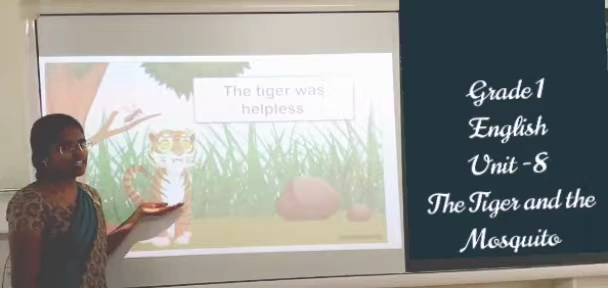 The tiger was
helpless
Grade 1
English
Unit - 8
The Tiger and the
Mosquito